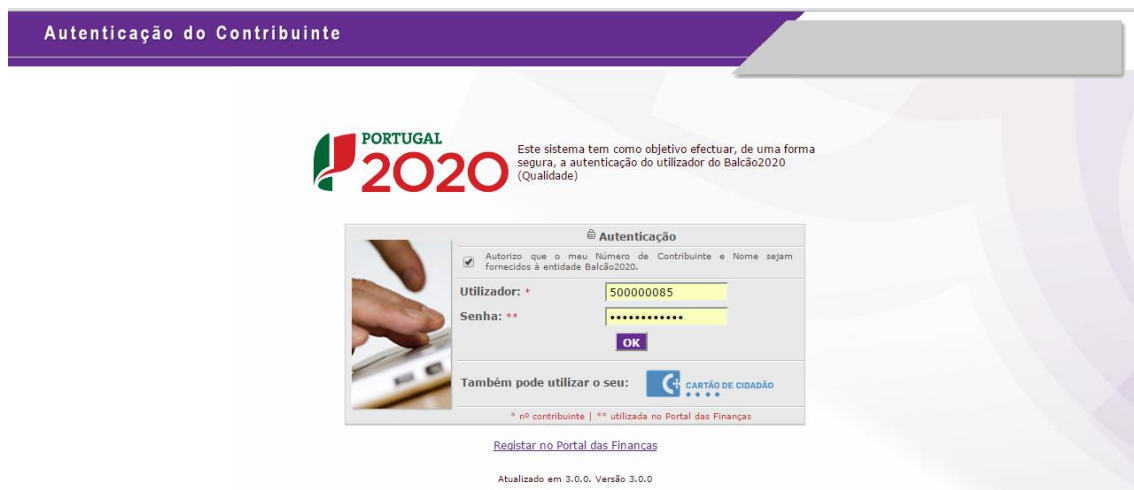 Autenticação do Contribuinte
PORTUGAL
2020
Este sistema tem como objetivo efectuar, de uma forma
segura, a autenticação do utilizador do Balcão2020
(Qualidade)
Autenticação
Autorizo que o meu Número de Contribuinte e Nome sejam
fornecidos à entidade Balcão2020.
Utilizador: * 500000085
Senha: ** ••••••••••••
OK
Também pode utilizar o seu: CARTÃO DE CIDADÃO
* nº contribuinte | ** utilizada no Portal das Finanças
Registar no Portal das Finanças
Atualizado em 3.0.0. Versão 3.0.0